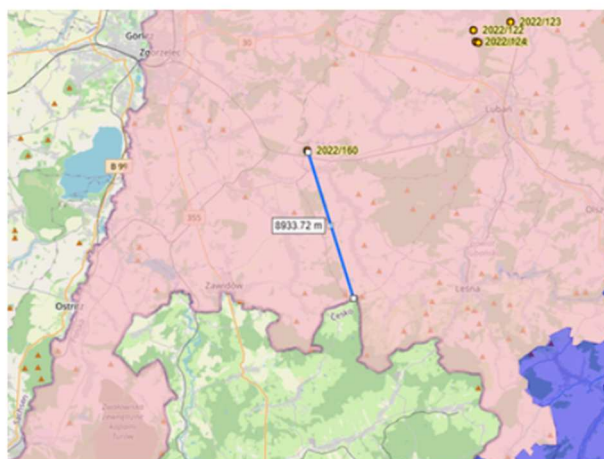 2022/123
2022/122
2022/124
Görlitz
Zgorzelec
30
Lubań
B 99
2022/160
355
8933.72 m
Zawidów
Leśna
Ostritz
Česko